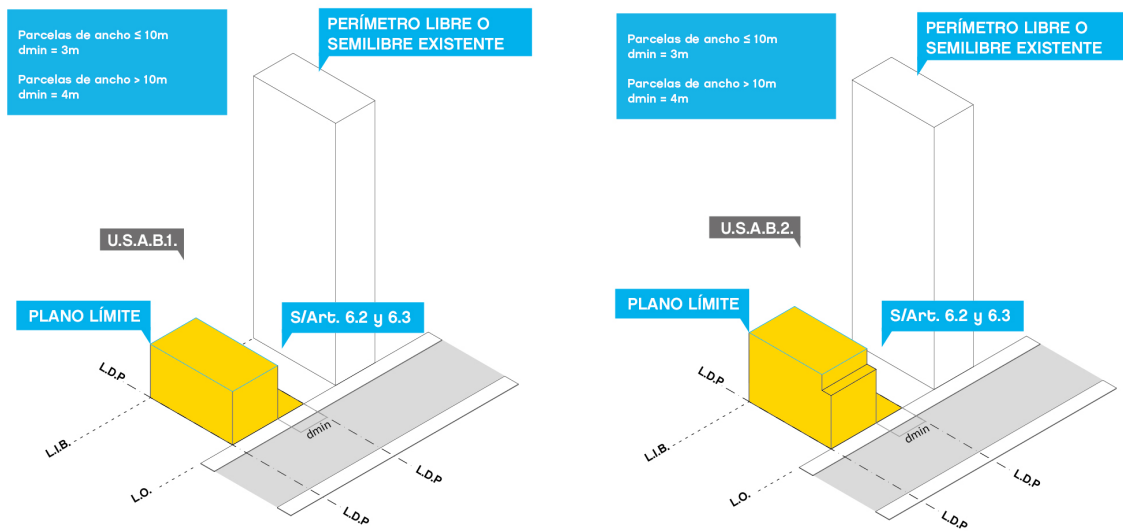 Parcelas de ancho ≤ 10m
dmin = 3m
Parcelas de ancho > 10m
dmin = 4m
PERÍMETRO LIBRE O
SEMILIBRE EXISTENTE
U.S.A.B.1.
PLANO LÍMITE
S/Art. 6.2 y 6.3
L.D.P
L.I.B.
L.O.
dmin
L.D.P
L.D.P
Parcelas de ancho ≤ 10m
dmin = 3m
Parcelas de ancho > 10m
dmin = 4m
PERÍMETRO LIBRE O
SEMILIBRE EXISTENTE
U.S.A.B.2.
PLANO LÍMITE
S/Art. 6.2 y 6.3
L.D.P
L.I.B.
L.O.
dmin
L.D.P
L.D.P